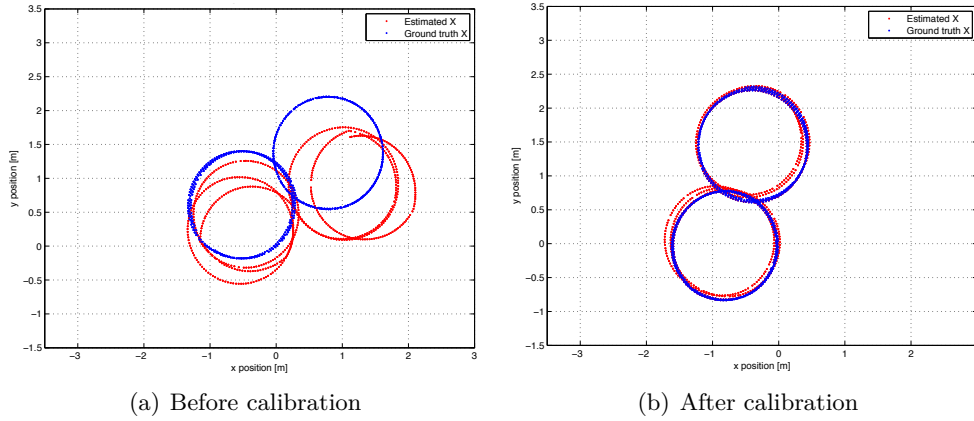 3.5
3
2.5
2
1.5
1
0.5
0
−0.5
−1
−1.5
y position [m]
−3 −2 −1 0 1 2 3
x position [m]
Estimated X
Ground truth X
(a) Before calibration
3.5
3
2.5
2
1.5
1
0.5
0
−0.5
−1
−1.5
y position [m]
−3 −2 −1 0 1 2
x position [m]
Estimated X
Ground truth X
(b) After calibration